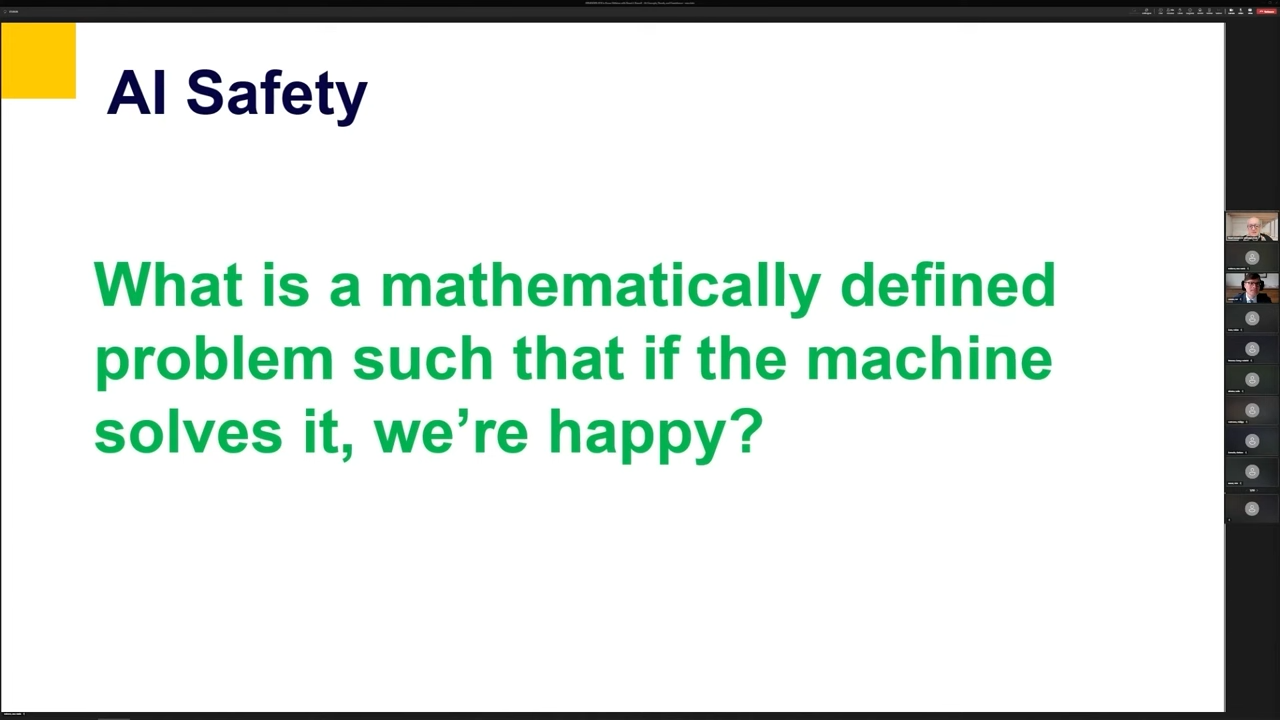 AI Safety
What is a mathematically defined
problem such that if the machine
solves it, we’re happy?